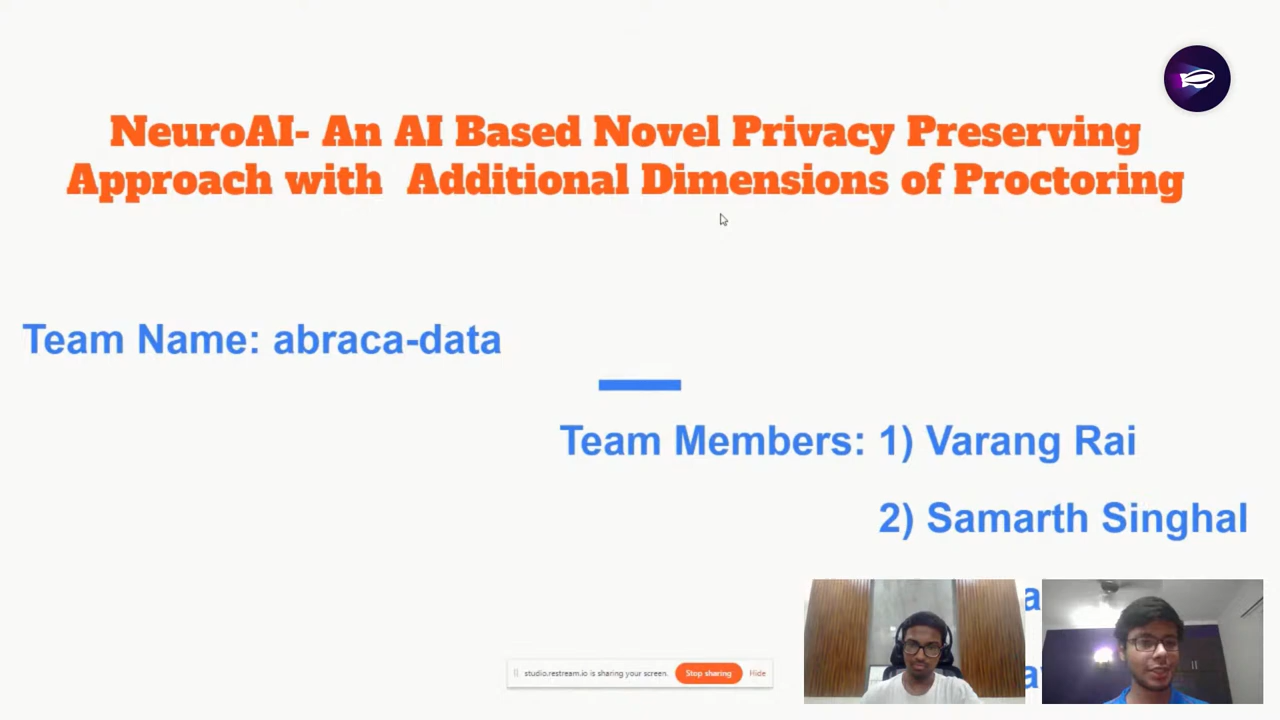 NeuroAI- An AI Based Novel Privacy Preserving
Approach with Additional Dimensions of Proctoring
Team Name: abraca-data
Team Members: 1) Varang Rai
2) Samarth Singhal
studio.restream.io is sharing your screen.
Stop sharing
Hide